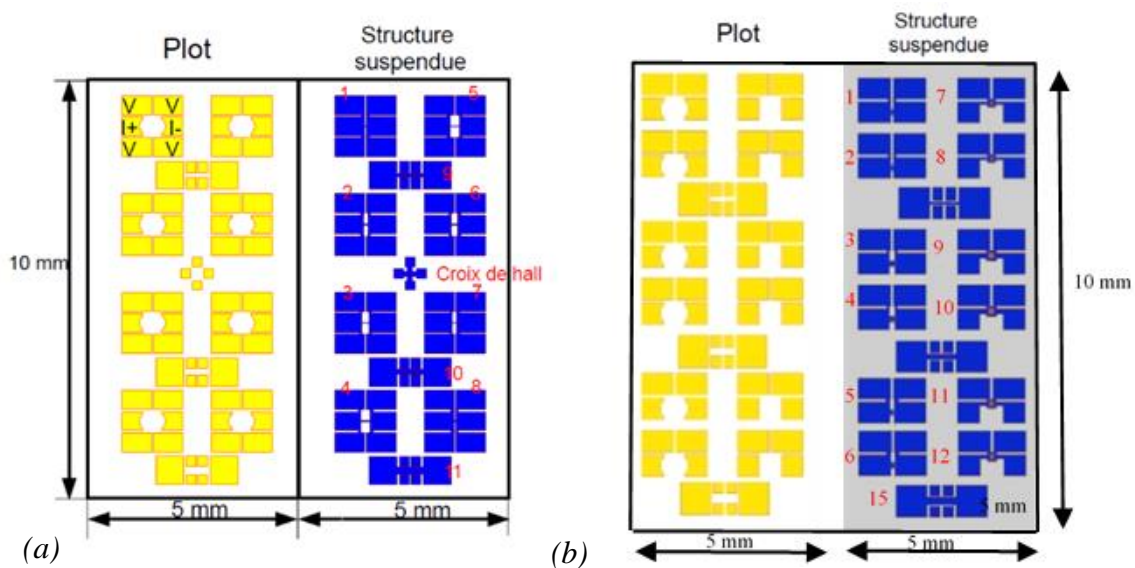 Plot
Structure
suspendue
V V
I+ I-
V V
1
5
9
2
6
Croix de hall
3
7
10
4
8
11
10 mm
5 mm
5 mm
(a)
Plot
Structure
suspendue
1
7
2
8
3
9
4
10
5
11
6
12
15
5 mm
10 mm
5 mm
5 mm
(b)